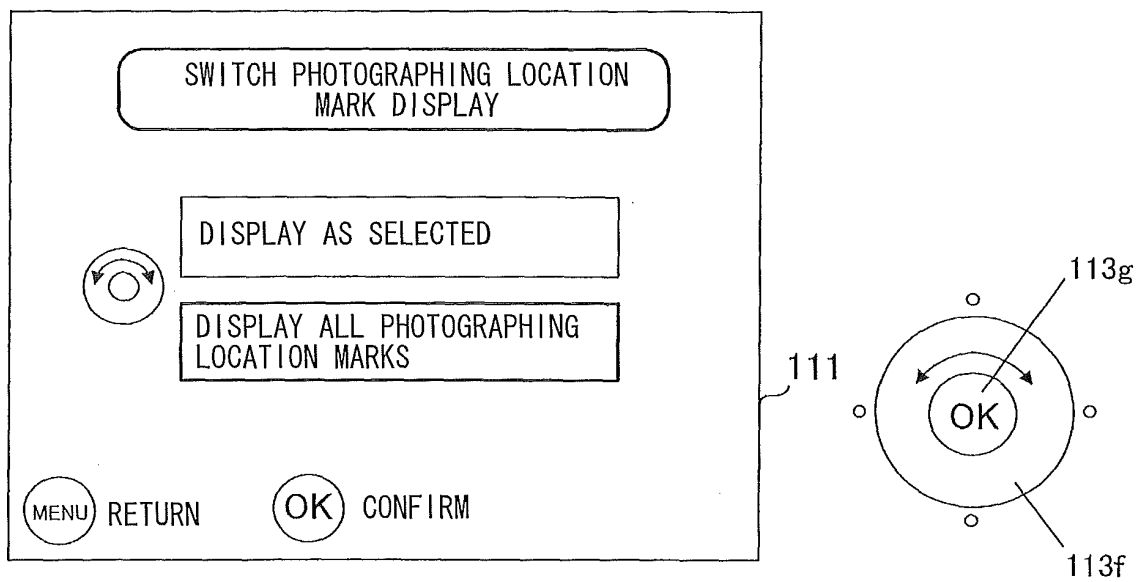 SWITCH PHOTOGRAPHING LOCATION
MARK DISPLAY
DISPLAY AS SELECTED
DISPLAY ALL PHOTOGRAPHING
LOCATION MARKS
MENU RETURN
OK CONFIRM
111
113g
OK
113f